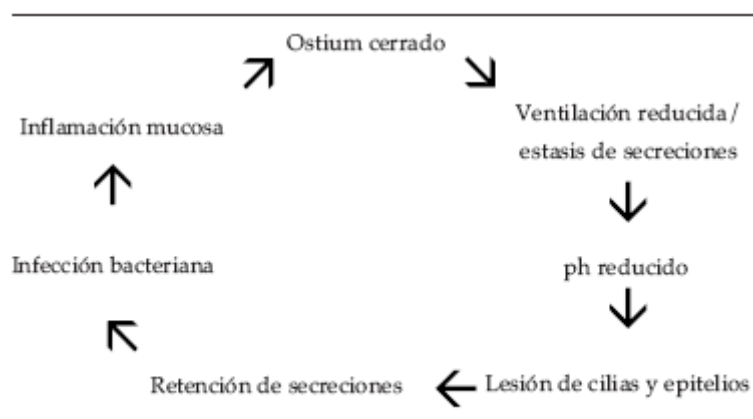 Ostium cerrado
Ventilación reducida/
estasis de secreciones
ph reducido
Lesión de cilias y epitelios
Retención de secreciones
Infección bacteriana
Inflamación mucosa